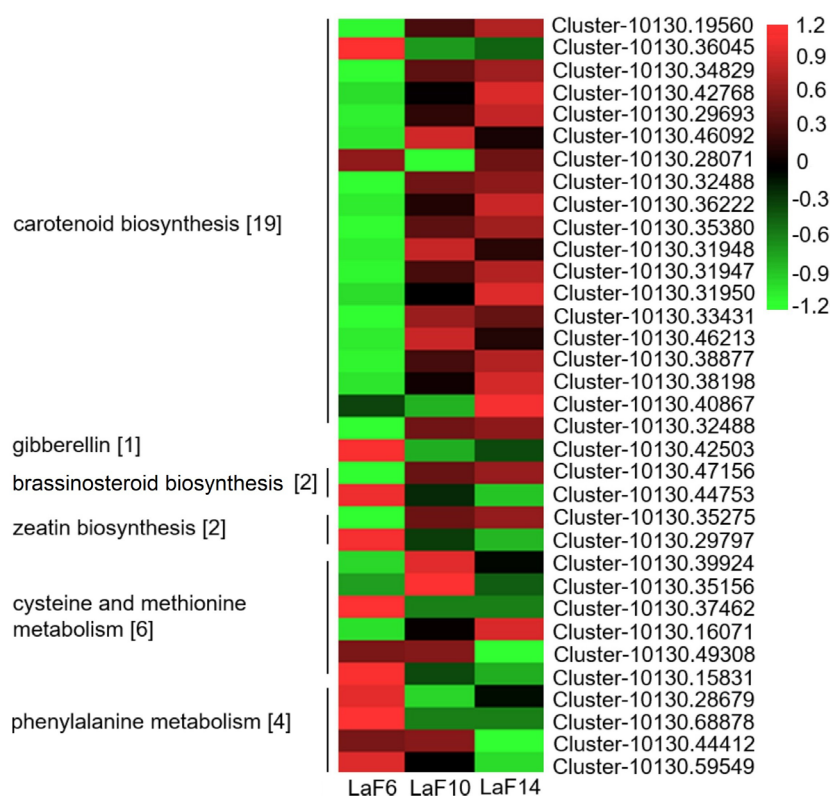 carotenoid biosynthesis [19]
gibberellin [1]
brassinosteroid biosynthesis [2]
zeatin biosynthesis [2]
cysteine and methionine
metabolism [6]
phenylalanine metabolism [4]
Cluster-10130.19560
Cluster-10130.36045
Cluster-10130.34829
Cluster-10130.42768
Cluster-10130.29693
Cluster-10130.46092
Cluster-10130.28071
Cluster-10130.32488
Cluster-10130.36222
Cluster-10130.35380
Cluster-10130.31948
Cluster-10130.31947
Cluster-10130.31950
Cluster-10130.33431
Cluster-10130.46213
Cluster-10130.38877
Cluster-10130.38198
Cluster-10130.40867
Cluster-10130.32488
Cluster-10130.42503
Cluster-10130.47156
Cluster-10130.44753
Cluster-10130.35275
Cluster-10130.29797
Cluster-10130.39924
Cluster-10130.35156
Cluster-10130.37462
Cluster-10130.16071
Cluster-10130.49308
Cluster-10130.15831
Cluster-10130.28679
Cluster-10130.68878
Cluster-10130.44412
Cluster-10130.59549
1.2
0.9
0.6
0.3
0
-0.3
-0.6
-0.9
-1.2
LaF6 LaF10 LaF14